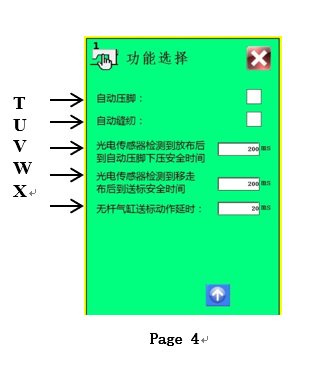 1
功能选择
T
自动压脚：
U
自动缝纫：
V
光电传感器检测到放布后
到自动压脚下压安全时间
200 ms
W
光电传感器检测到移走
布后到送标安全时间
200 ms
X
无杆气缸送标动作延时：
20 ms
Page 4